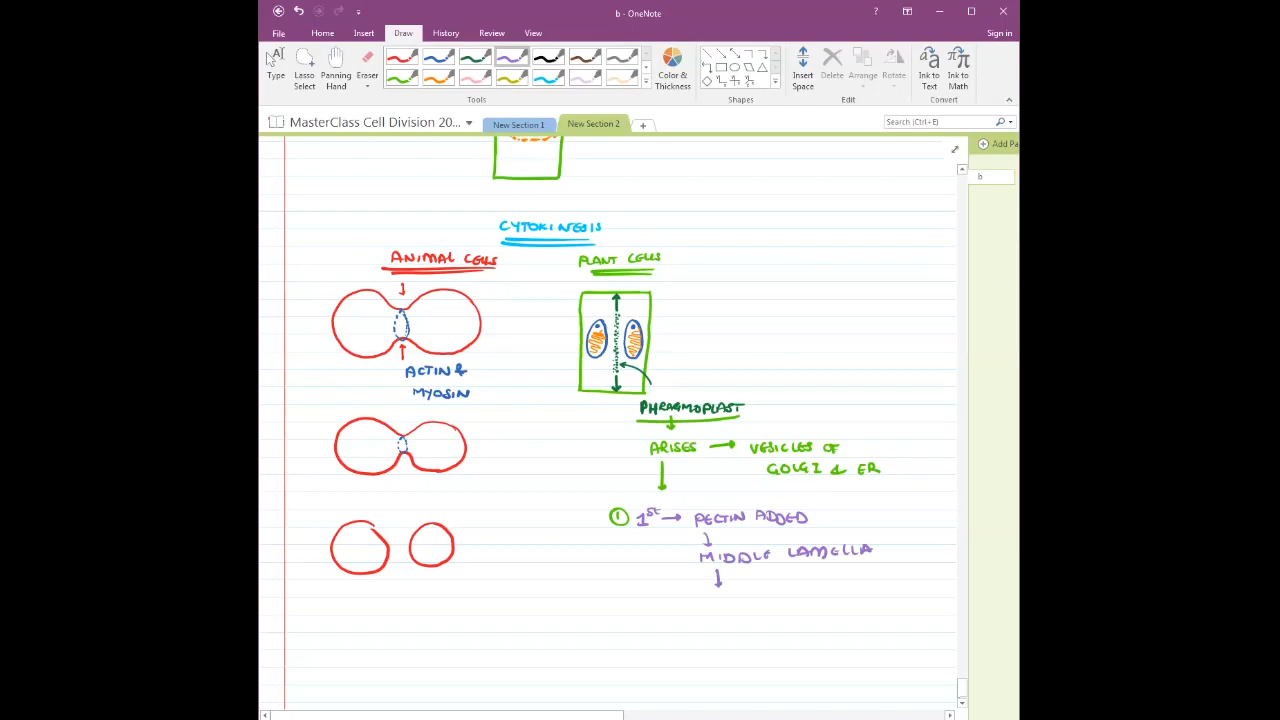 b - OneNote
?
Sign in
File Home Insert Draw History Review View
Type
Lasso Select
Panning Hand
Eraser
Color & Thickness
Insert Space
Delete
Arrange
Rotate
Ink to Text
Ink to Math
Tools
Shapes
Edit
Convert
MasterClass Cell Division 20...
New Section 1
New Section 2
Search (Ctrl+E)
Add Pa
b
CYTOKINESIS
ANIMAL CELLS
PLANT CELLS
ACTIN &
MYOSIN
PHRAGMOPLAST
ARISES → VESICLES OF
GOLGI & ER
① 1st → PECTIN ADDED
↓
MIDDLE LAMELLA
↓